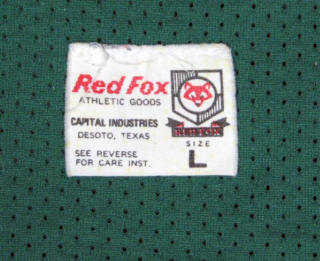 Red Fox
ATHLETIC GOODS
CAPITAL INDUSTRIES
DESOTO, TEXAS
SEE REVERSE
FOR CARE INST.
RED FOX
SIZE
L